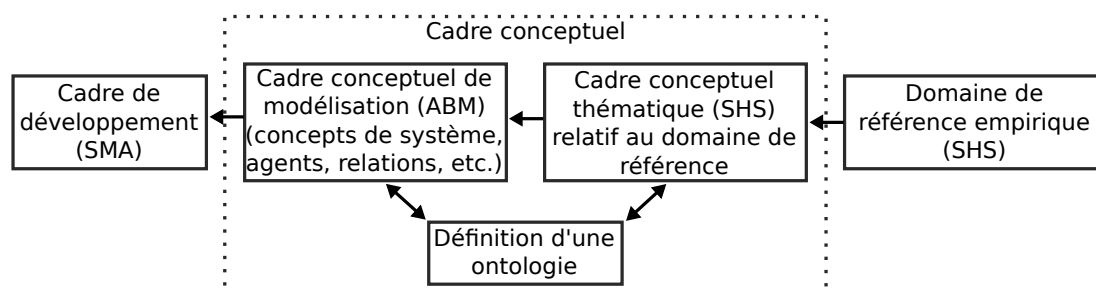 Cadre conceptuel
Cadre de
développement
(SMA)
Cadre conceptuel de
modélisation (ABM)
(concepts de système,
agents, relations, etc.)
Cadre conceptuel
thématique (SHS)
relatif au domaine de
référence
Domaine de
référence empirique
(SHS)
Définition d'une
ontologie